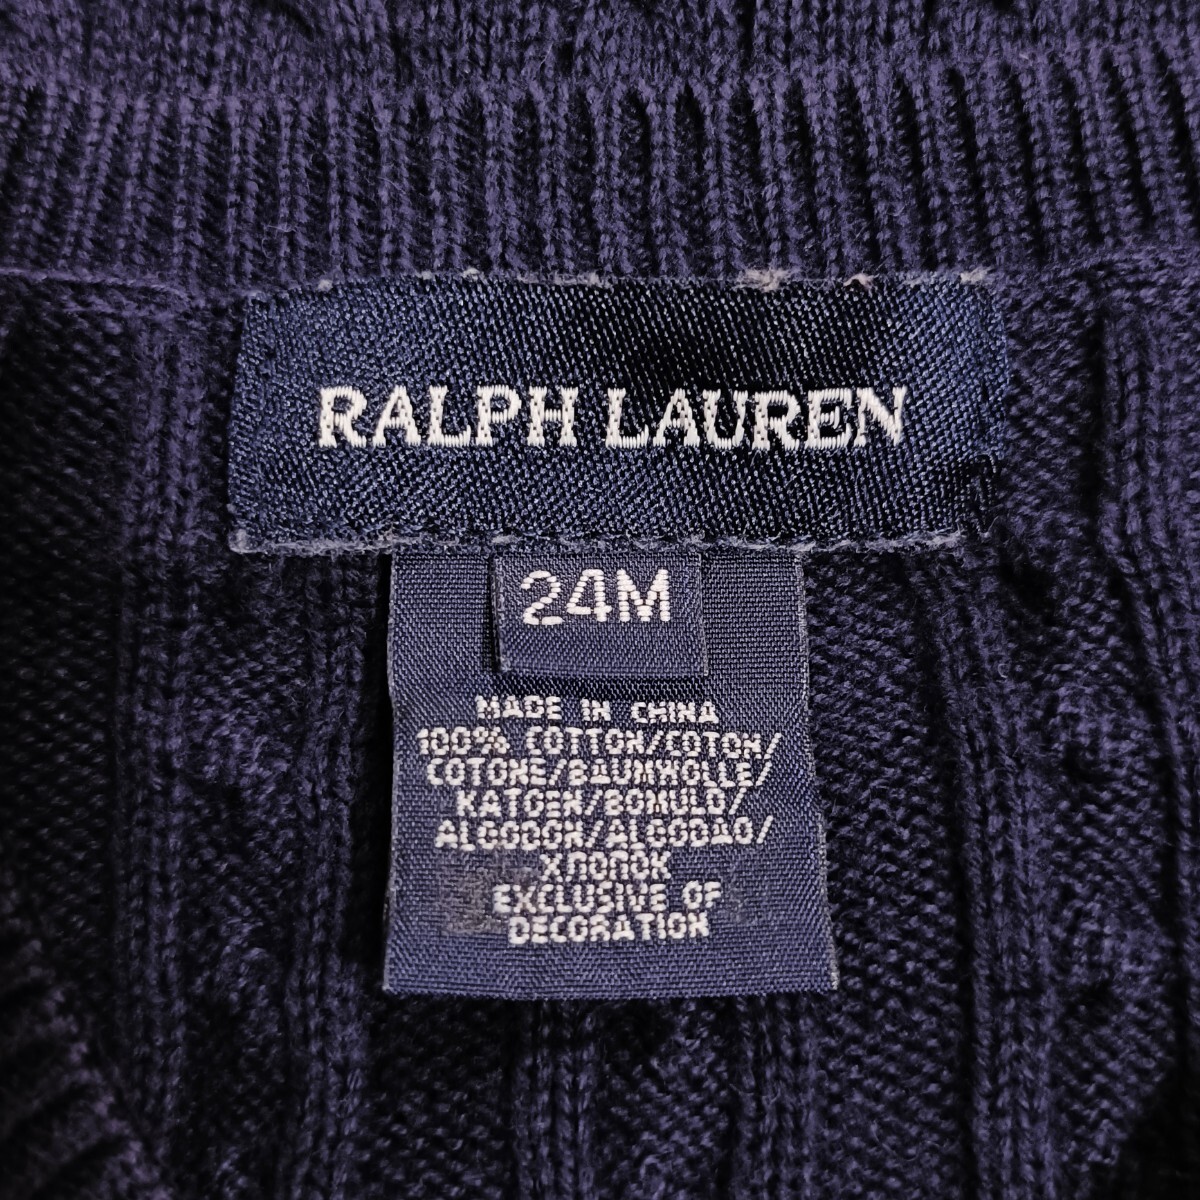 RALPH LAUREN
24M
MADE IN CHINA
100% COTTON/COTON/
COTONE/BAUMWOLLE/
KATOEN/BOMULD/
ALGODON/ALGODAO/
ХЛОПОК
EXCLUSIVE OF
DECORATION